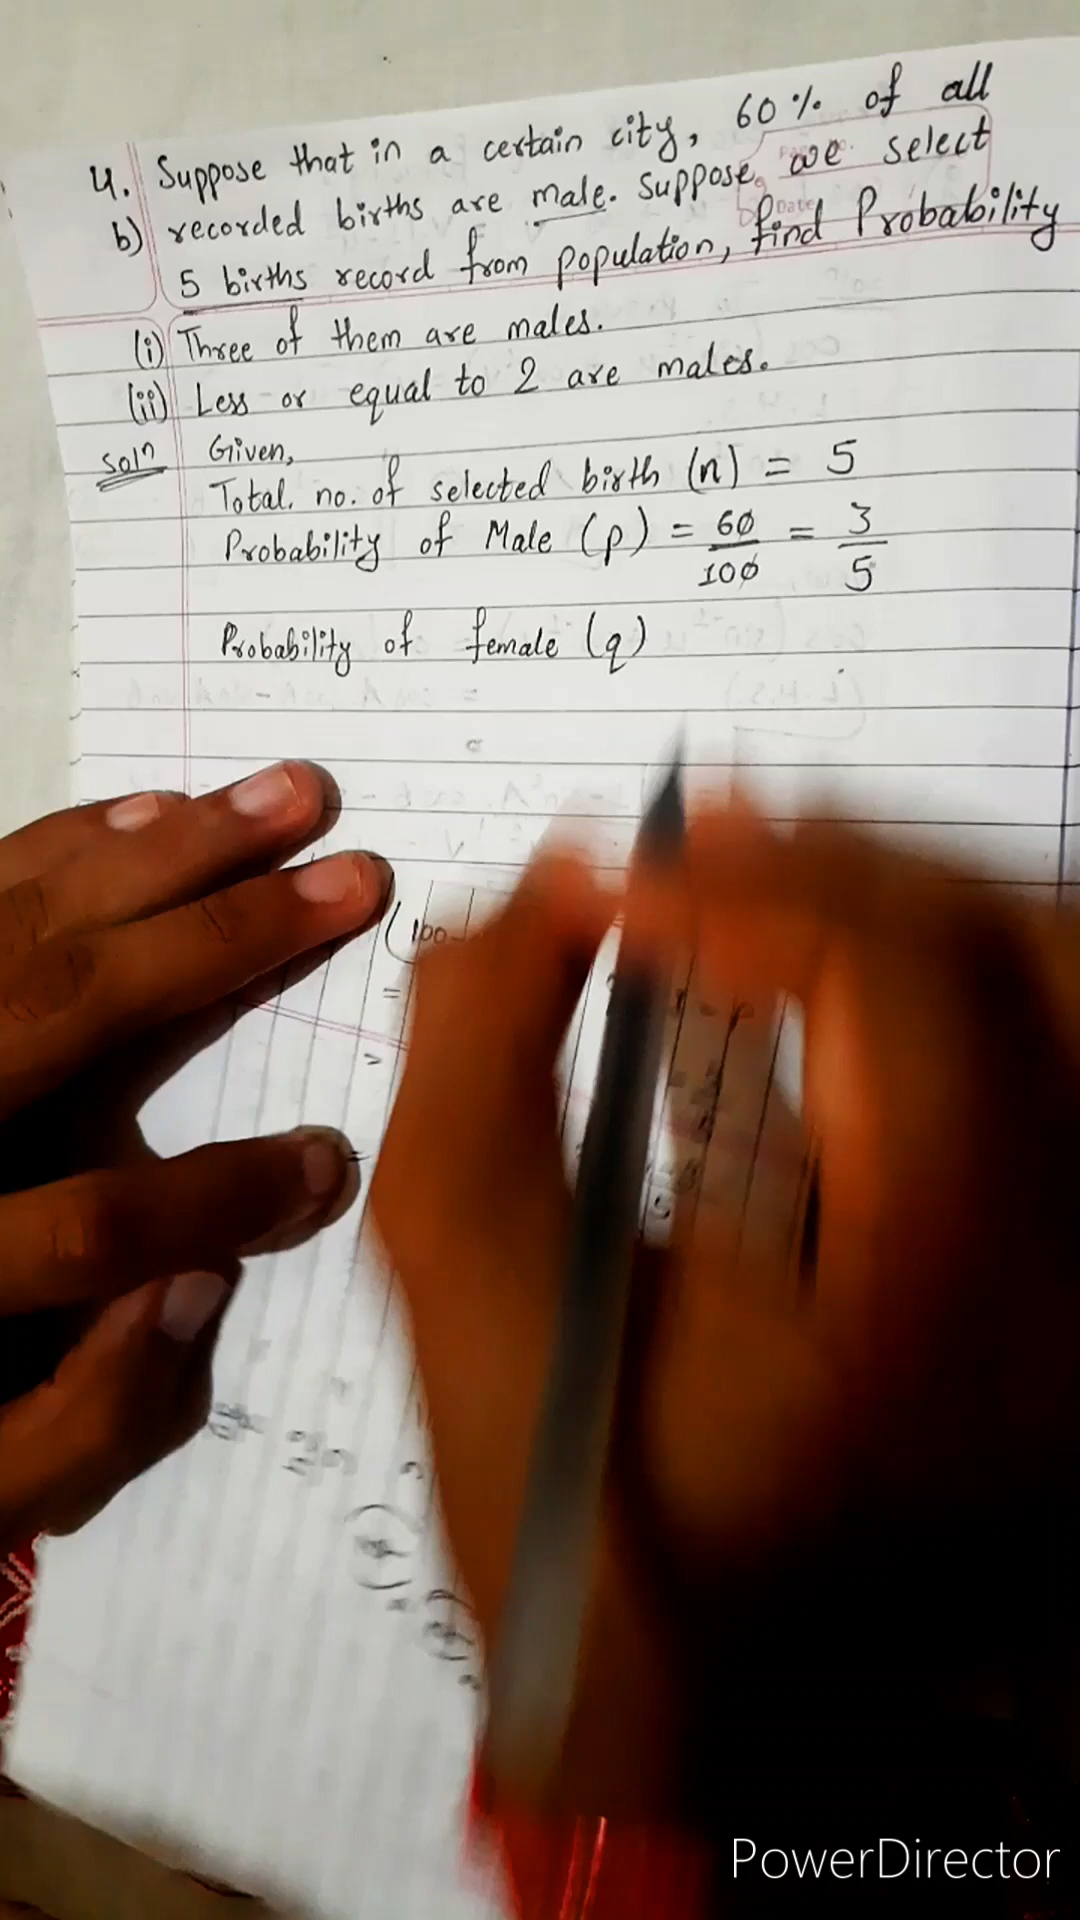 4. Suppose that in a certain city, 60% of all
b) recorded births are male. Suppose, we select
5 births record from population, find Probability
(i) Three of them are males.
(ii) Less or equal to 2 are males.
Soln Given,
Total. no. of selected birth (n) = 5
Probability of Male (p) = 60/100 = 3/5
Probability of female (q)
(100
=
=
PowerDirector